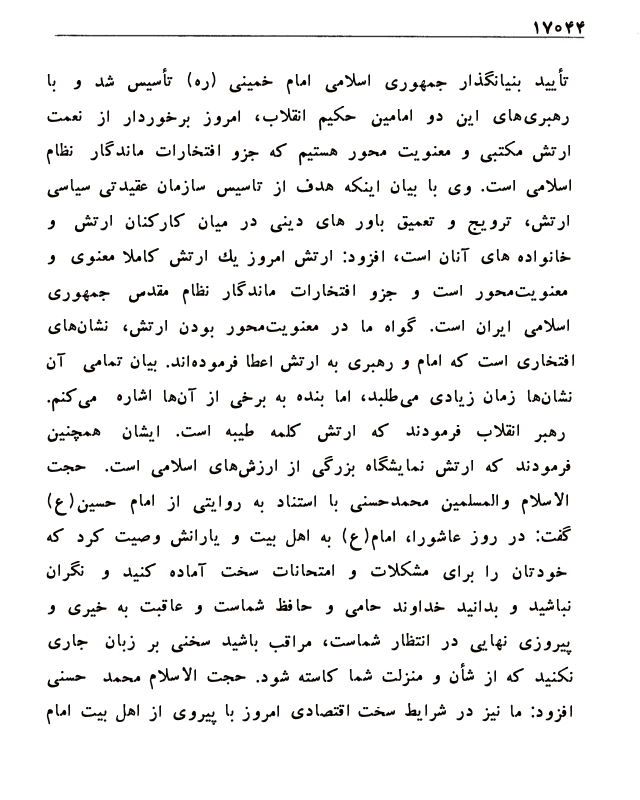 ۱۷۰۴۴
تأیید بنیانگذار جمهوری اسلامی امام خمینی (ره) تأسیس شد و با
رهبری‌های این دو امامین حکیم انقلاب، امروز برخوردار از نعمت
ارتش مکتبی و معنویت محور هستیم که جزو افتخارات ماندگار نظام
اسلامی است. وی با بیان اینکه هدف از تاسیس سازمان عقیدتی سیاسی
ارتش، ترویج و تعمیق باور های دینی در میان کارکنان ارتش و
خانواده های آنان است، افزود: ارتش امروز یك ارتش کاملا معنوی و
معنویت‌محور است و جزو افتخارات ماندگار نظام مقدس جمهوری
اسلامی ایران است. گواه ما در معنویت‌محور بودن ارتش، نشان‌های
افتخاری است که امام و رهبری به ارتش اعطا فرموده‌اند. بیان تمامی آن
نشان‌ها زمان زیادی می‌طلبد، اما بنده به برخی از آن‌ها اشاره می‌کنم.
رهبر انقلاب فرمودند که ارتش کلمه طیبه است. ایشان همچنین
فرمودند که ارتش نمایشگاه بزرگی از ارزش‌های اسلامی است. حجت
الاسلام والمسلمین محمدحسنی با استناد به روایتی از امام حسین(ع)
گفت: در روز عاشورا، امام(ع) به اهل بیت و یارانش وصیت کرد که
خودتان را برای مشکلات و امتحانات سخت آماده کنید و نگران
نباشید و بدانید خداوند حامی و حافظ شماست و عاقبت به خیری و
پیروزی نهایی در انتظار شماست، مراقب باشید سخنی بر زبان جاری
نکنید که از شأن و منزلت شما کاسته شود. حجت الاسلام محمد حسنی
افزود: ما نیز در شرایط سخت اقتصادی امروز با پیروی از اهل بیت امام